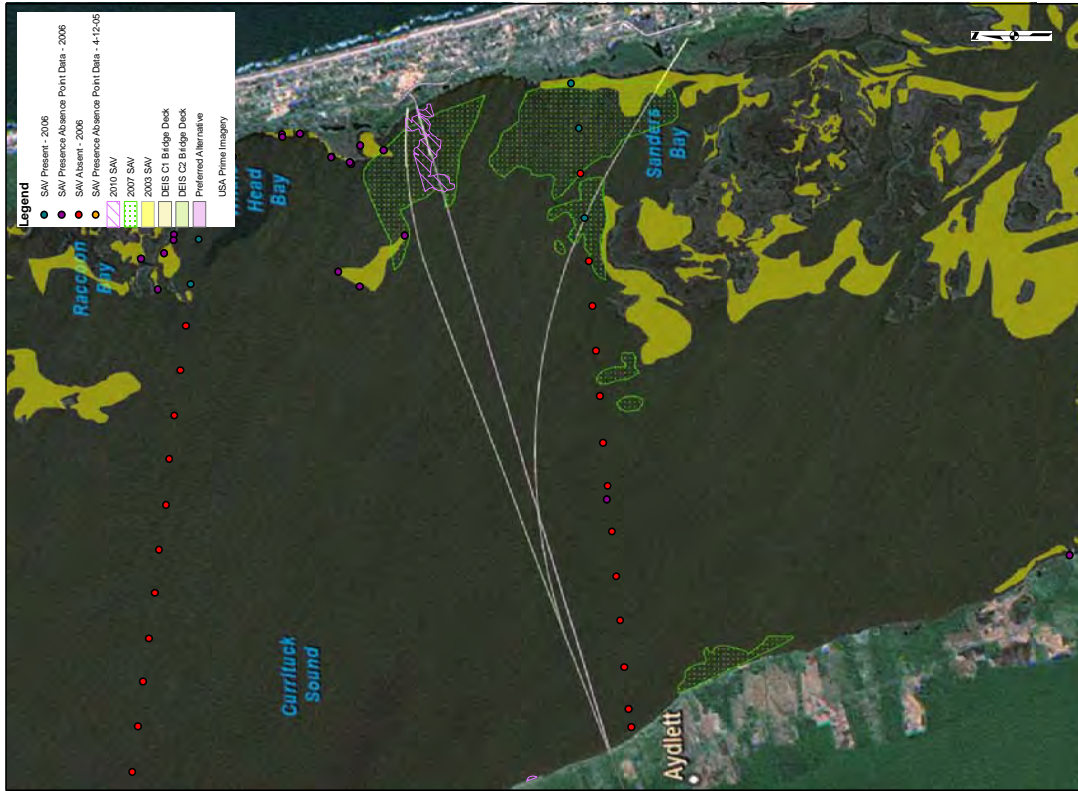 Legend
SAV Present - 2006
SAV Presence Absence Point Data - 2006
SAV Absent - 2006
SAV Presence Absence Point Data - 4-12-05
2010 SAV
2007 SAV
2003 SAV
DEIS C1 Bridge Deck
DEIS C2 Bridge Deck
Preferred Alternative
USA Prime Imagery
Raccoon
Bay
Head
Bay
Currituck
Sound
Sanders
Bay
Aydlett